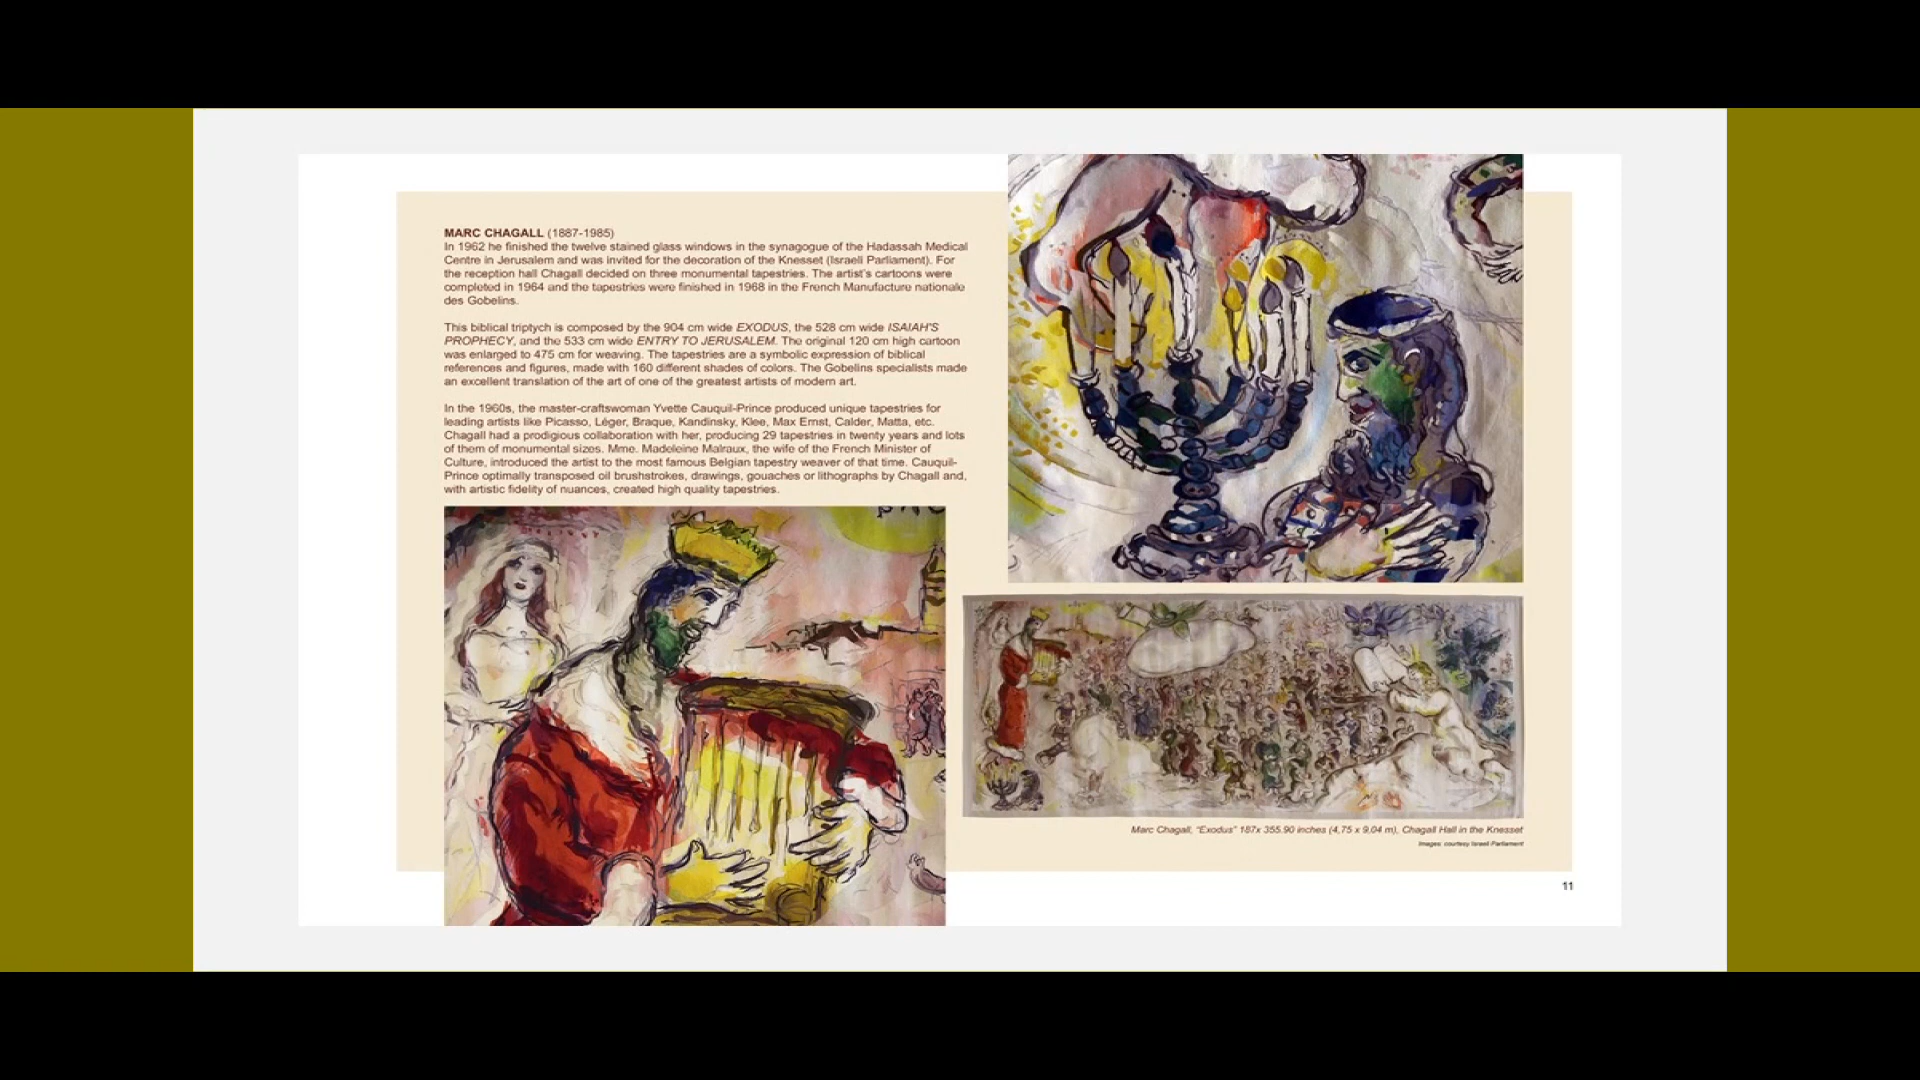 MARC CHAGALL (1887-1985)
In 1962 he finished the twelve stained glass windows in the synagogue of the Hadassah Medical
Centre in Jerusalem and was invited for the decoration of the Knesset (Israeli Parliament). For
the reception hall Chagall decided on three monumental tapestries. The artist's cartoons were
completed in 1964 and the tapestries were finished in 1968 in the French Manufacture nationale
des Gobelins.
This biblical triptych is composed by the 904 cm wide EXODUS, the 528 cm wide ISAIAH'S
PROPHECY, and the 533 cm wide ENTRY TO JERUSALEM. The original 120 cm high cartoon
was enlarged to 475 cm for weaving. The tapestries are a symbolic expression of biblical
references and figures, made with 160 different shades of colors. The Gobelins specialists made
an excellent translation of the art of one of the greatest artists of modern art.
In the 1960s, the master-craftswoman Yvette Cauquil-Prince produced unique tapestries for
leading artists like Picasso, Léger, Braque, Kandinsky, Klee, Max Ernst, Calder, Matta, etc.
Chagall had a prodigious collaboration with her, producing 29 tapestries in twenty years and lots
of them of monumental sizes. Mme. Madeleine Malraux, the wife of the French Minister of
Culture, introduced the artist to the most famous Belgian tapestry weaver of that time. Cauquil-
Prince optimally transposed oil brushstrokes, drawings, gouaches or lithographs by Chagall and,
with artistic fidelity of nuances, created high quality tapestries.
Marc Chagall, "Exodus" 187x 355.90 inches (4,75 x 9,04 m), Chagall Hall in the Knesset
Images: courtesy Israeli Parliament
11